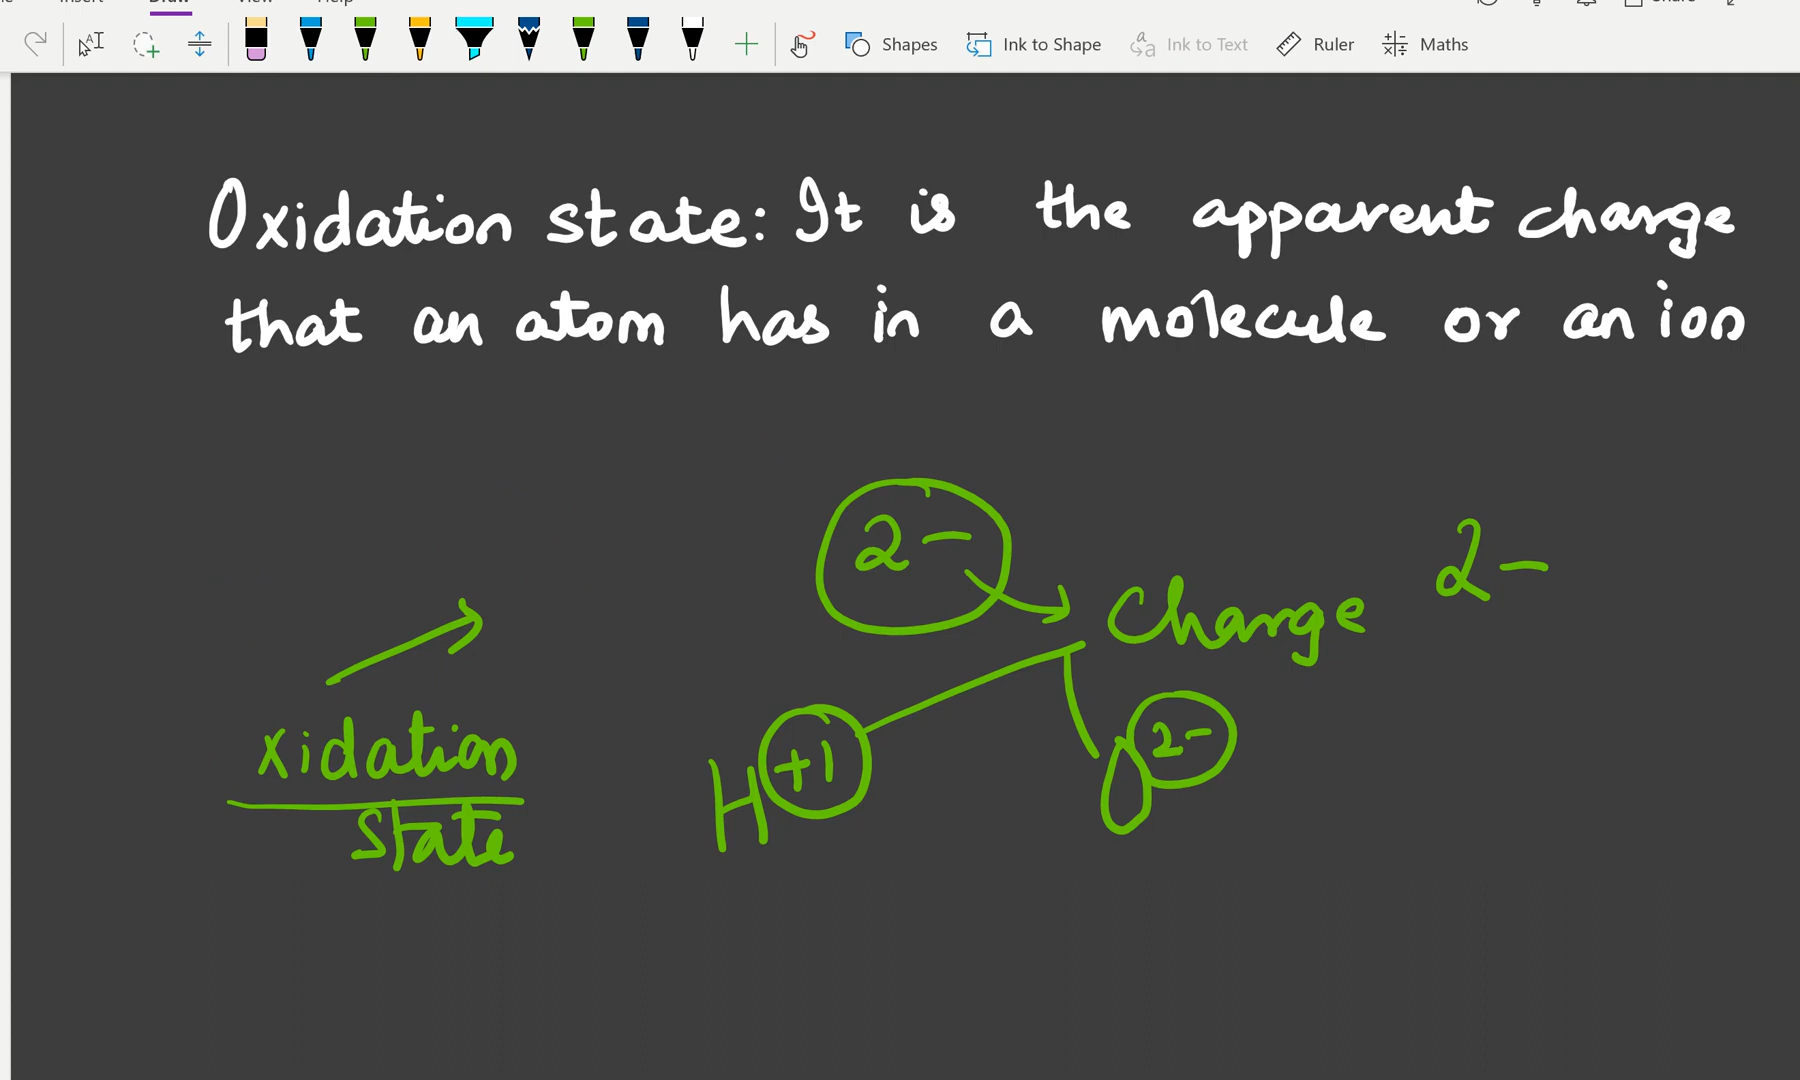 Insert Draw View Help Share
Shapes Ink to Shape Ink to Text Ruler Maths
Oxidation state: It is the apparent charge
that an atom has in a molecule or an ion
2-
Charge 2-
xidation
state
H+1
2-